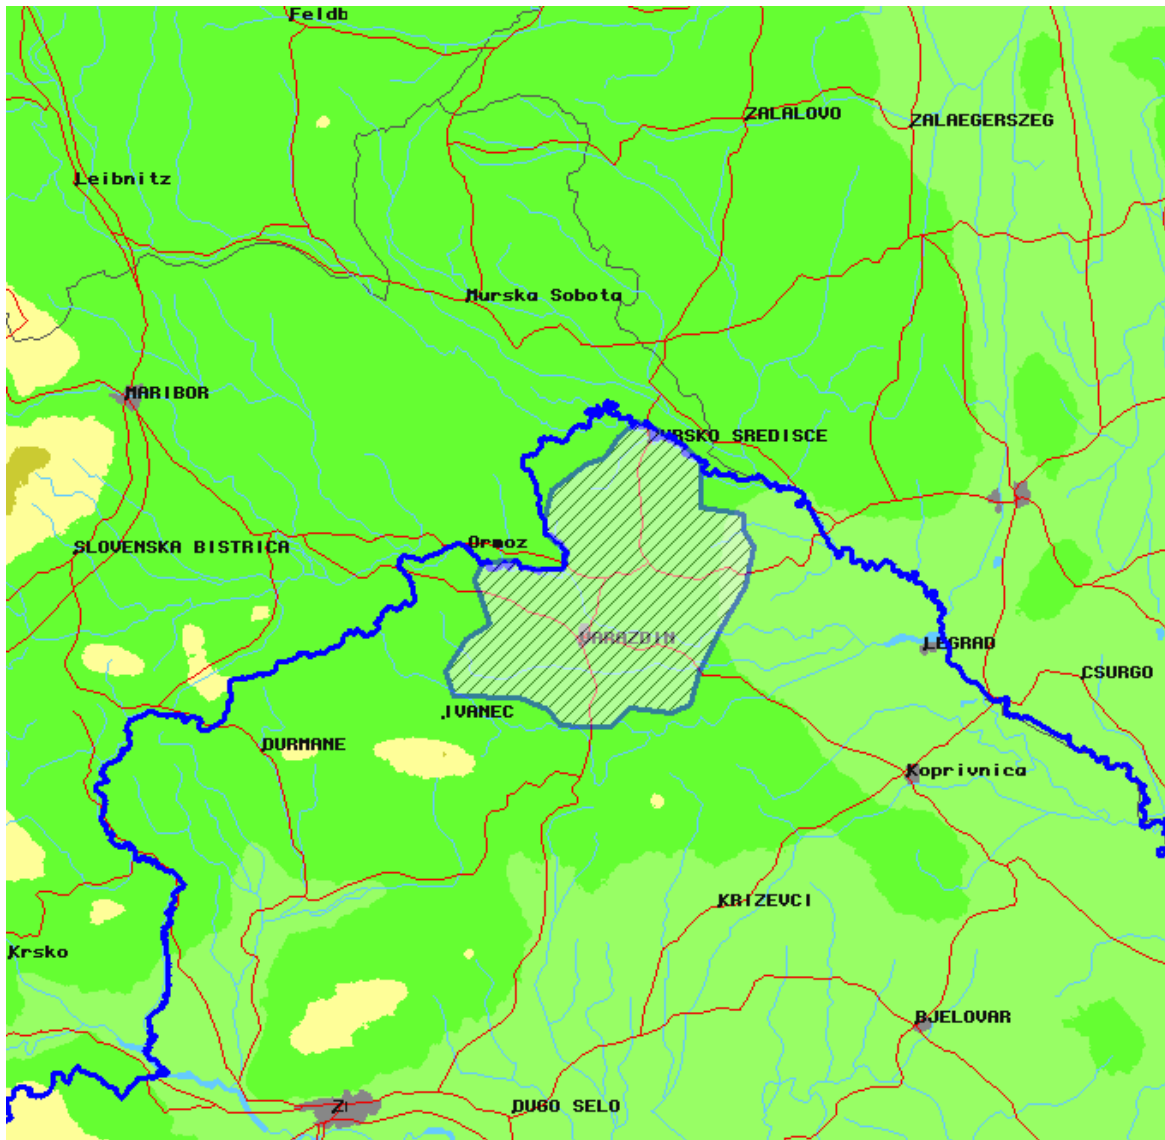 Feldb
ZALALOVO
ZALAEGERSZEG
Leibnitz
Murska Sobota
MARIBOR
MURSKO SREDISCE
Ormoz
SLOVENSKA BISTRICA
VARAZDIN
LEGRAD
CSURGO
IVANEC
DURMANE
Koprivnica
KRIZEVCI
Krsko
BJELOVAR
DUGO SELO